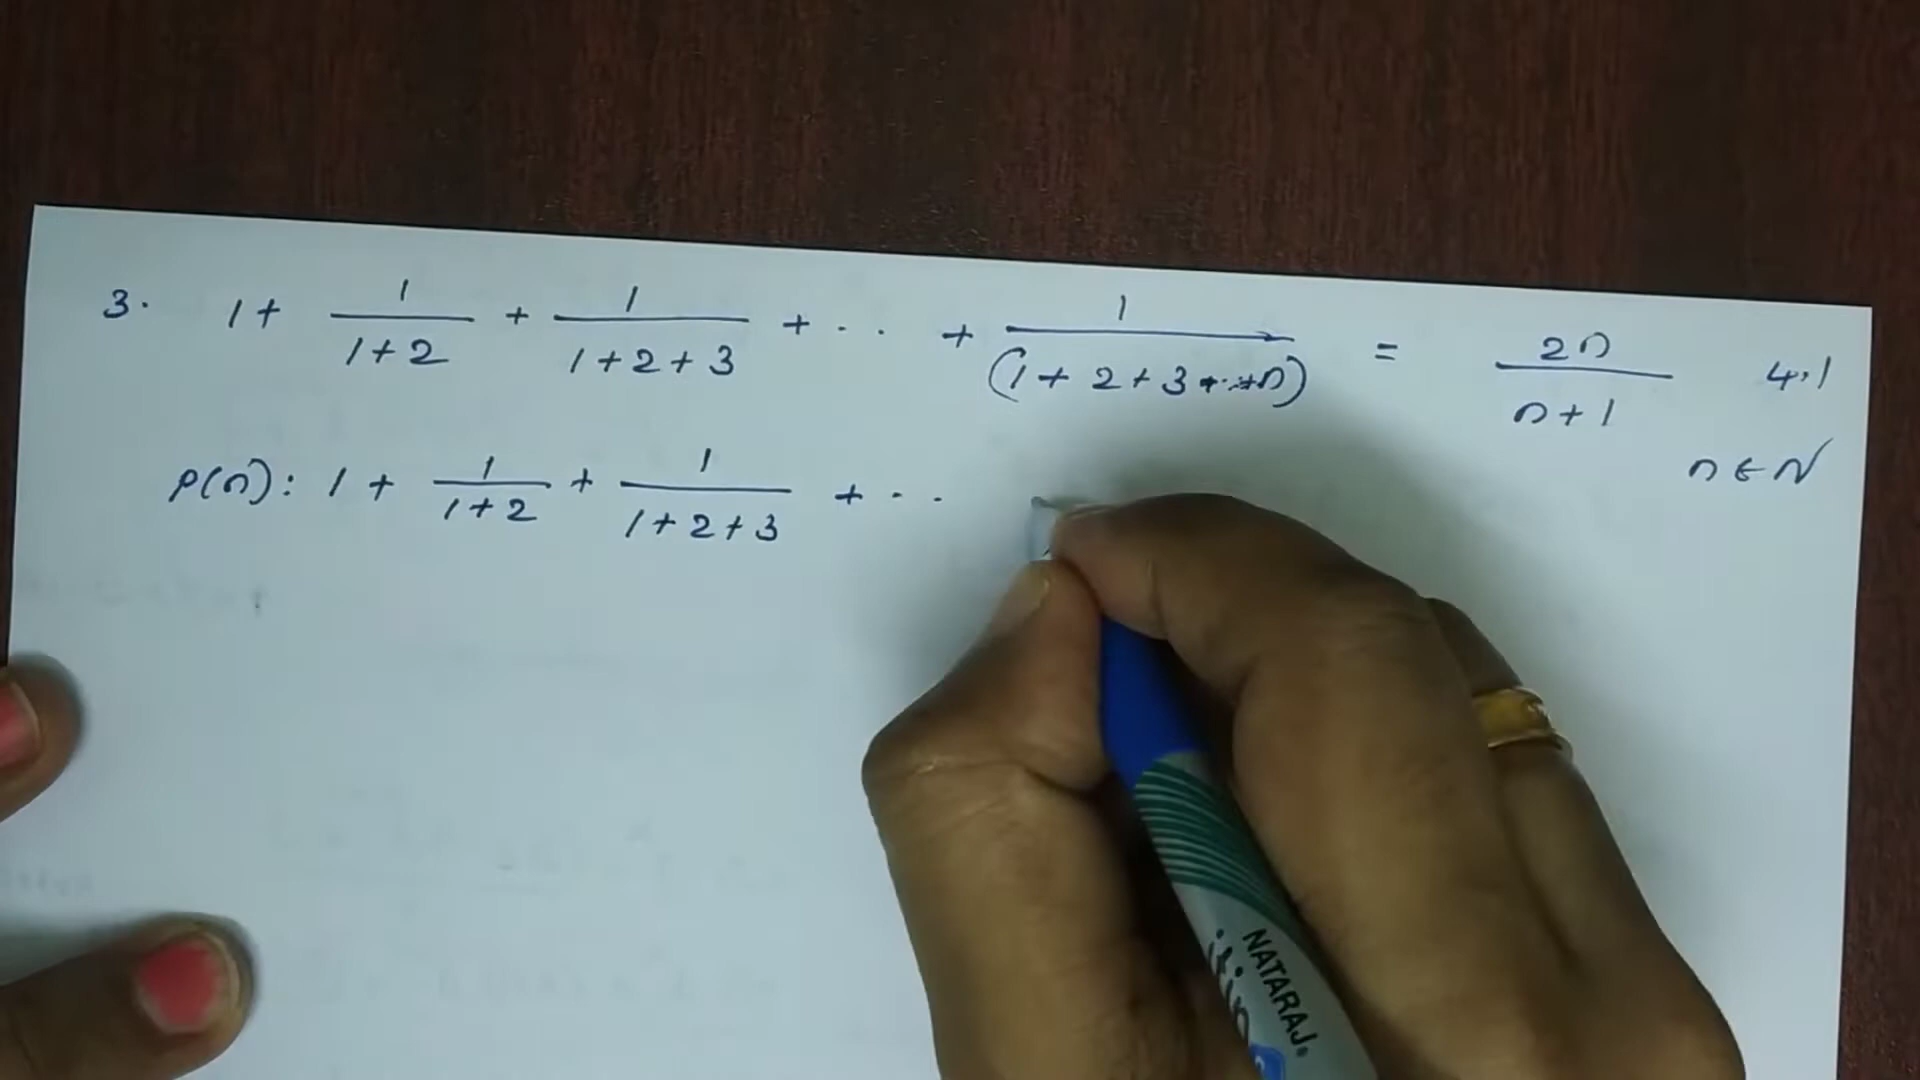 3. 1 + 1/(1+2) + 1/(1+2+3) + .. + 1/(1+2+3+..+n) = 2n/(n+1) 4.1
n ∈ N
P(n): 1 + 1/(1+2) + 1/(1+2+3) + ..
NATARAJ